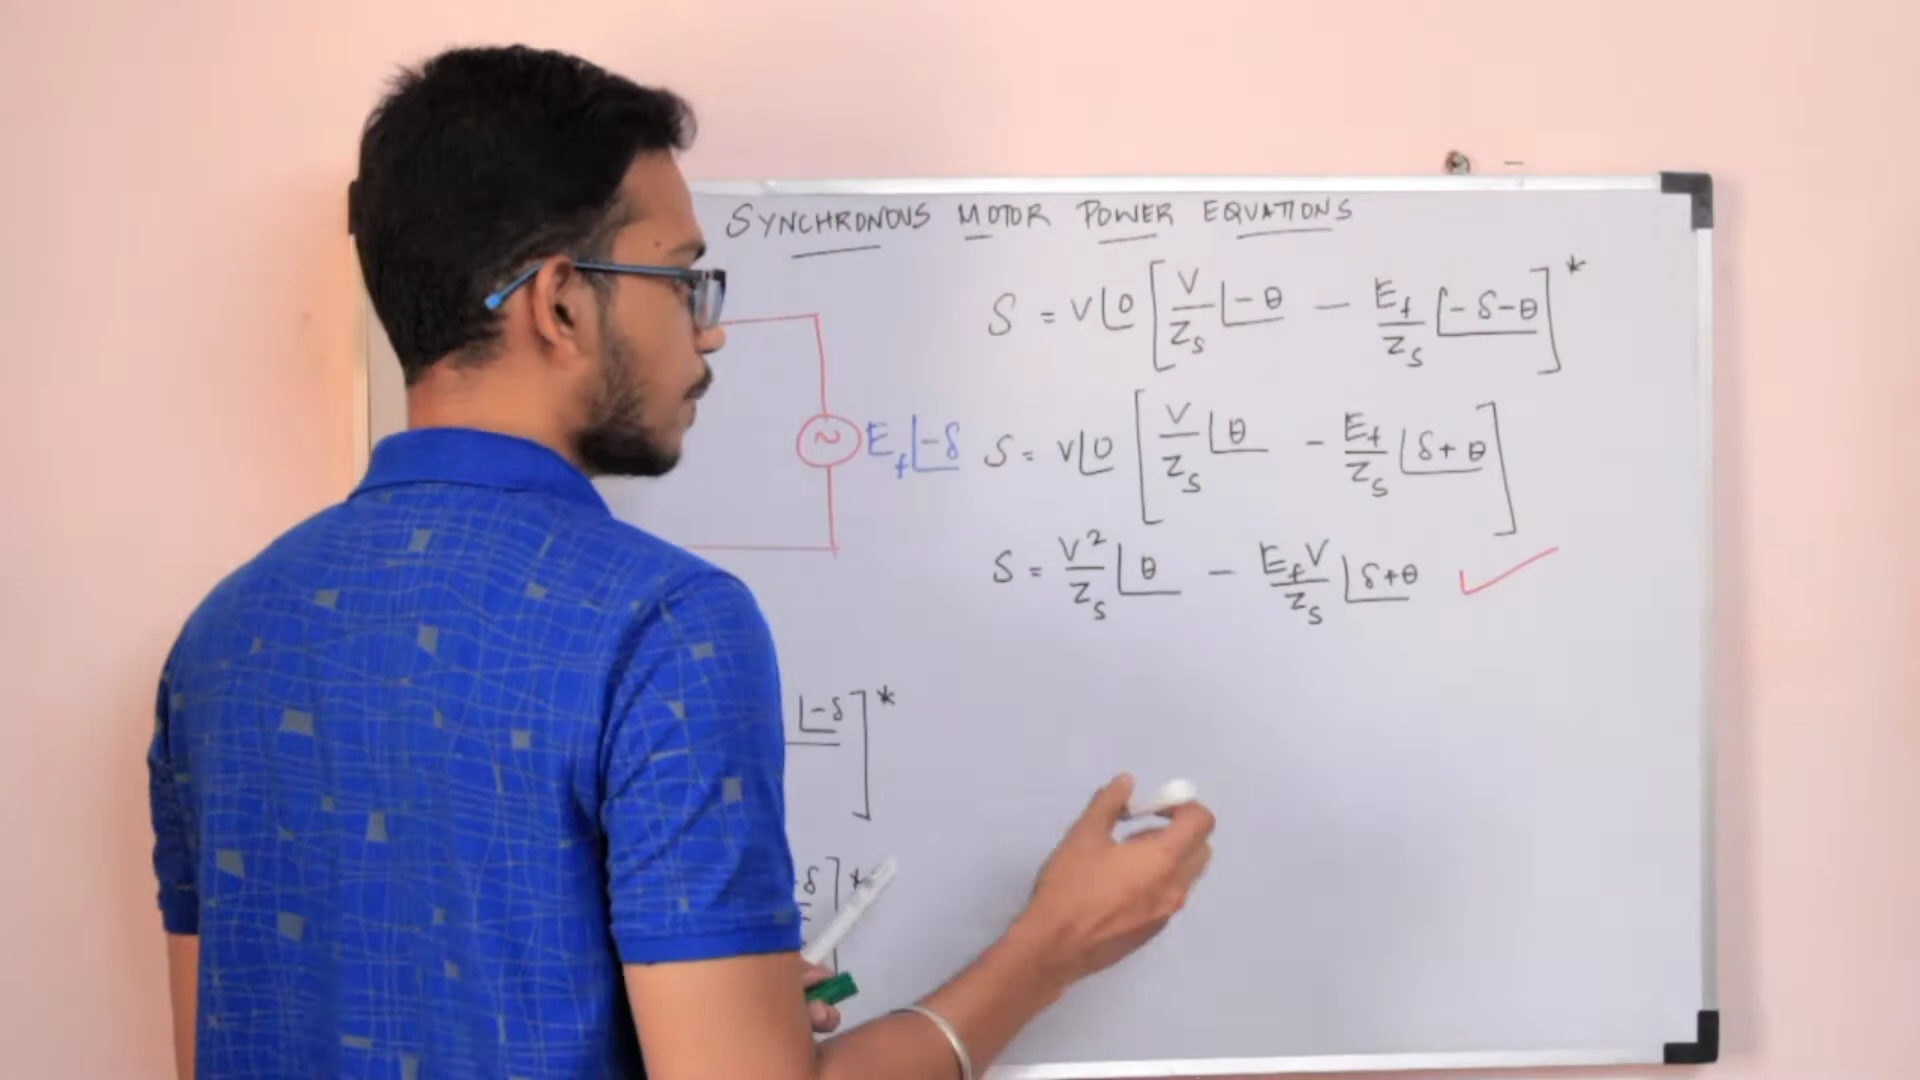 SYNCHRONOUS MOTOR POWER EQUATIONS
S = V∠0 [V/Zs ∠-θ - Ef/Zs ∠-δ-θ]*
~ Ef∠-δ
S = V∠0 [V/Zs ∠θ - Ef/Zs ∠δ+θ]
S = V²/Zs ∠θ - EfV/Zs ∠δ+θ ✓
∠-δ]*
δ]*